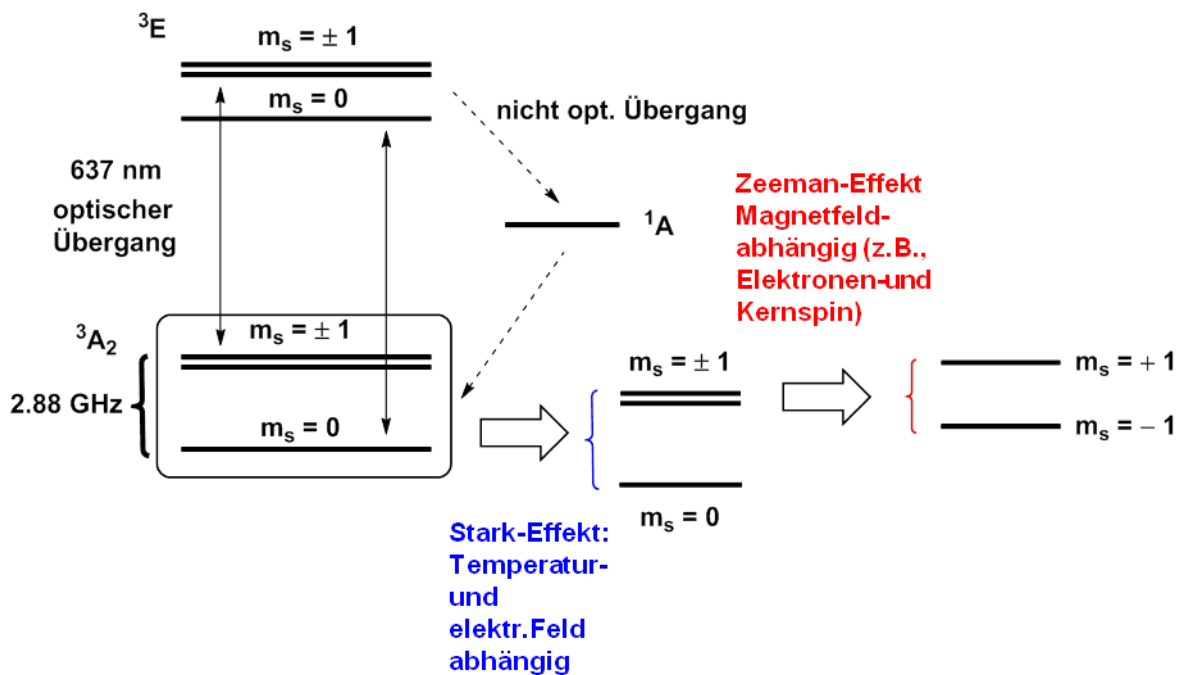 ³E
mₛ = ± 1
mₛ = 0
nicht opt. Übergang
637 nm
optischer
Übergang
¹A
Zeeman-Effekt
Magnetfeld-
abhängig (z.B.,
Elektronen-und
Kernspin)
³A₂
mₛ = ± 1
2.88 GHz
mₛ = 0
mₛ = ± 1
mₛ = 0
mₛ = + 1
mₛ = − 1
Stark-Effekt:
Temperatur-
und
elektr.Feld
abhängig